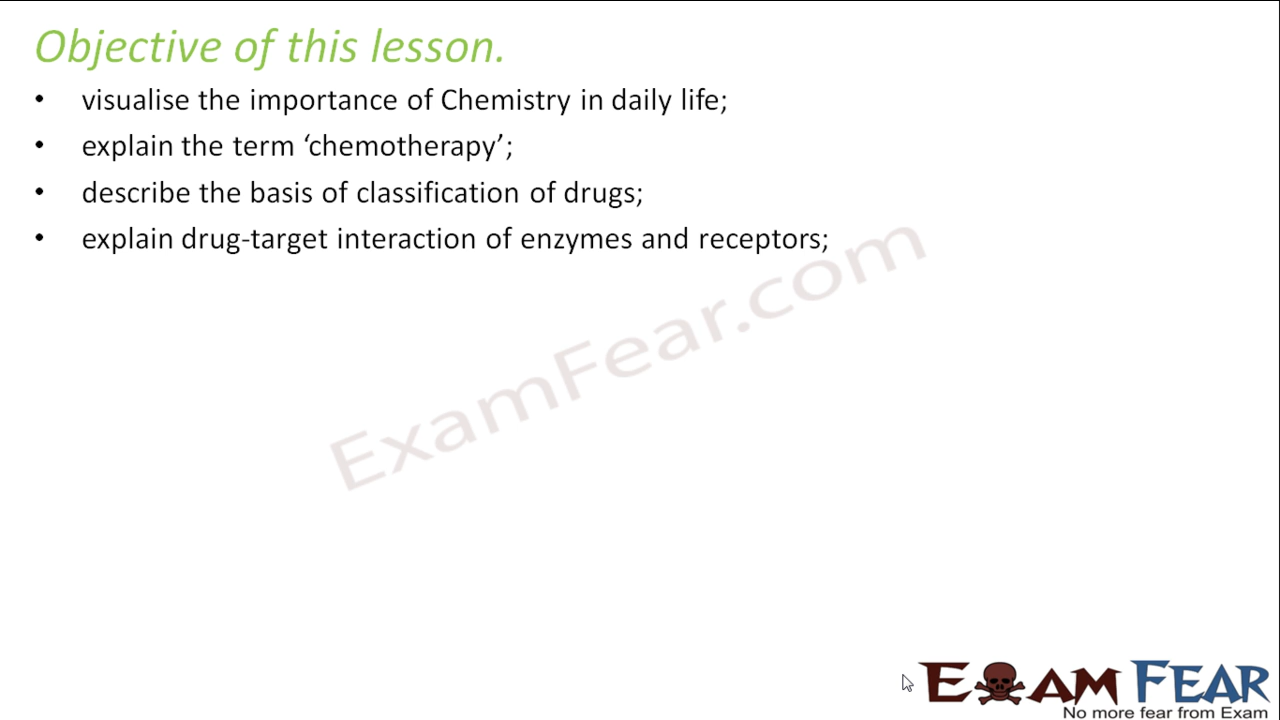 Objective of this lesson.
• visualise the importance of Chemistry in daily life;
• explain the term ‘chemotherapy’;
• describe the basis of classification of drugs;
• explain drug-target interaction of enzymes and receptors;
ExamFear.com
EXAM FEAR
No more fear from Exam